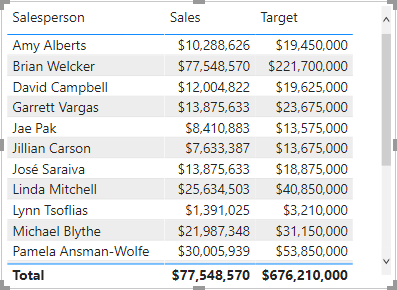 Salesperson Sales Target
Amy Alberts $10,288,626 $19,450,000
Brian Welcker $77,548,570 $221,700,000
David Campbell $12,004,822 $19,625,000
Garrett Vargas $13,875,633 $23,675,000
Jae Pak $8,410,883 $13,575,000
Jillian Carson $7,633,387 $13,675,000
José Saraiva $13,875,633 $18,875,000
Linda Mitchell $25,634,503 $40,850,000
Lynn Tsoflias $1,391,025 $3,210,000
Michael Blythe $21,987,348 $31,150,000
Pamela Ansman-Wolfe $30,005,939 $53,850,000
Total $77,548,570 $676,210,000